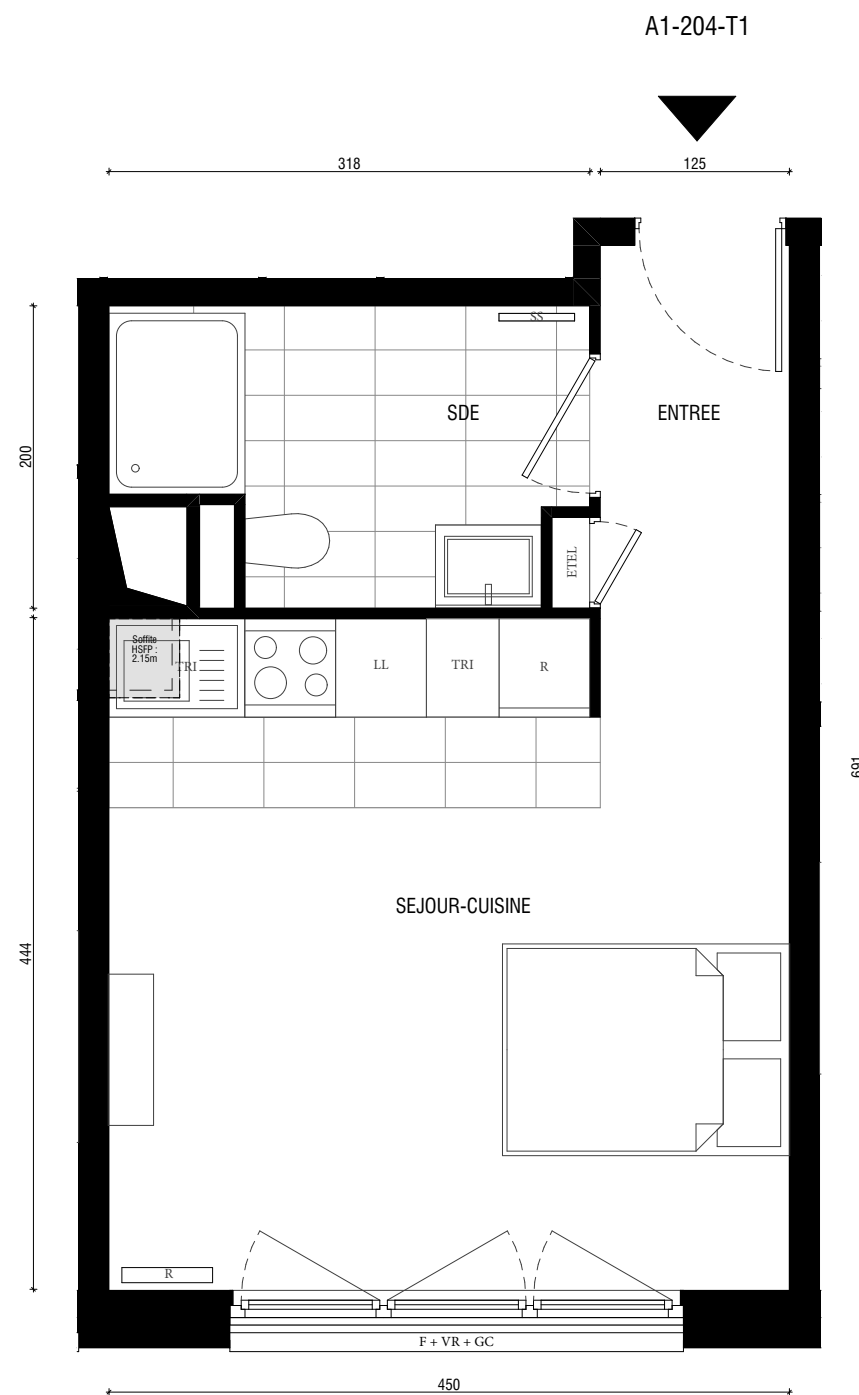 A1-204-T1
318
125
SS
SDE
ENTREE
200
ETEL
Soffite
HSFP :
2.15m
TRI
LL
TRI
R
691
SEJOUR-CUISINE
444
R
F + VR + GC
450